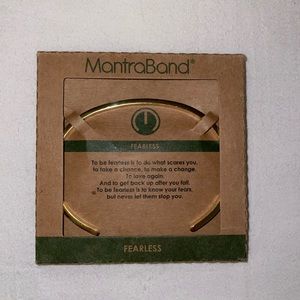 MantraBand®
FEARLESS
To be fearless is to do what scares you,
to take a chance, to make a change,
To love again.
And to get back up after you fall.
To be fearless is to know your fears,
but never let them stop you.
FEARLESS